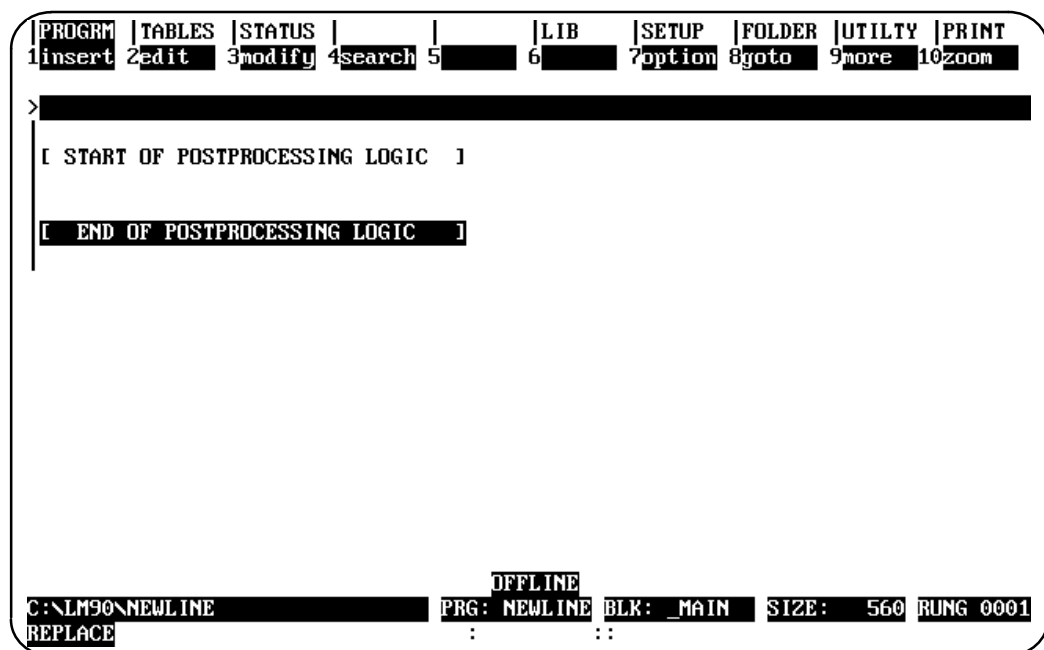 |PROGRM |TABLES |STATUS | | |LIB |SETUP |FOLDER |UTILTY |PRINT
1insert 2edit 3modify 4search 5 6 7option 8goto 9more 10zoom
>
[ START OF POSTPROCESSING LOGIC ]
[ END OF POSTPROCESSING LOGIC ]
OFFLINE
C:\LM90\NEWLINE PRG: NEWLINE BLK: _MAIN SIZE: 560 RUNG 0001
REPLACE : ::